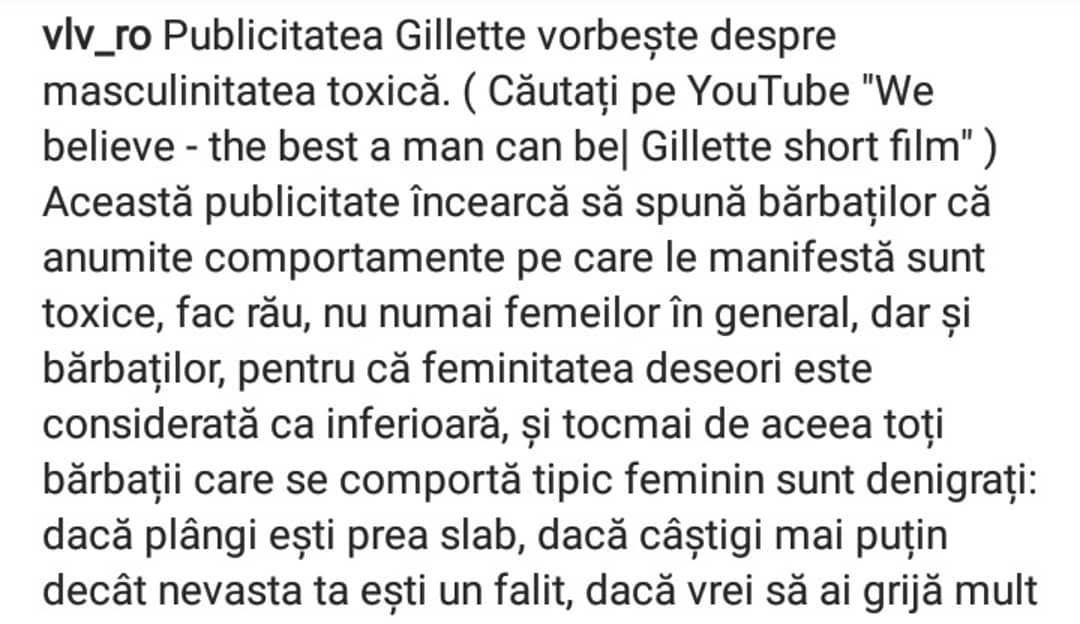 vlv_ro Publicitatea Gillette vorbește despre
masculinitatea toxică. ( Căutați pe YouTube "We
believe - the best a man can be| Gillette short film" )
Această publicitate încearcă să spună bărbaților că
anumite comportamente pe care le manifestă sunt
toxice, fac rău, nu numai femeilor în general, dar și
bărbaților, pentru că feminitatea deseori este
considerată ca inferioară, și tocmai de aceea toți
bărbații care se comportă tipic feminin sunt denigrați:
dacă plângi ești prea slab, dacă câștigi mai puțin
decât nevasta ta ești un falit, dacă vrei să ai grijă mult